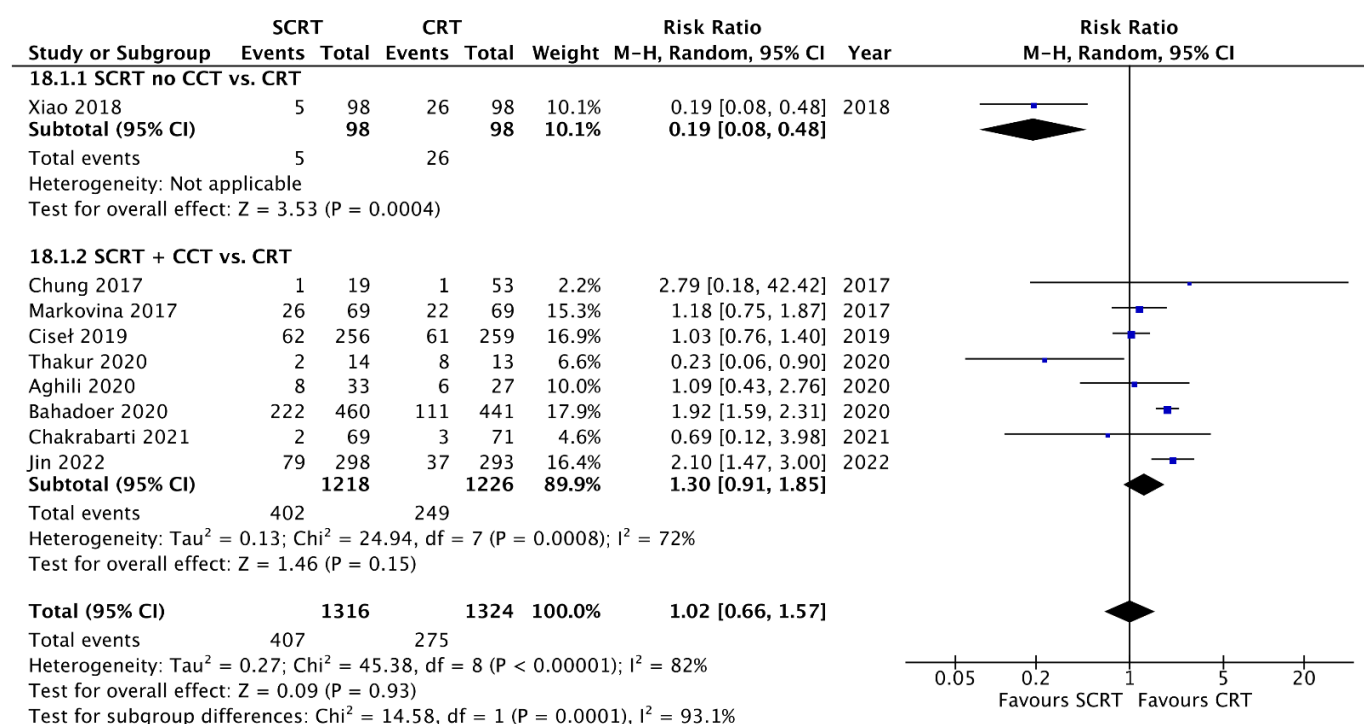 SCRT CRT Risk Ratio Risk Ratio
Study or Subgroup Events Total Events Total Weight M-H, Random, 95% CI Year M-H, Random, 95% CI
18.1.1 SCRT no CCT vs. CRT
Xiao 2018 5 98 26 98 10.1% 0.19 [0.08, 0.48] 2018
Subtotal (95% CI) 98 98 10.1% 0.19 [0.08, 0.48]
Total events 5 26
Heterogeneity: Not applicable
Test for overall effect: Z = 3.53 (P = 0.0004)
18.1.2 SCRT + CCT vs. CRT
Chung 2017 1 19 1 53 2.2% 2.79 [0.18, 42.42] 2017
Markovina 2017 26 69 22 69 15.3% 1.18 [0.75, 1.87] 2017
Ciseł 2019 62 256 61 259 16.9% 1.03 [0.76, 1.40] 2019
Thakur 2020 2 14 8 13 6.6% 0.23 [0.06, 0.90] 2020
Aghili 2020 8 33 6 27 10.0% 1.09 [0.43, 2.76] 2020
Bahadoer 2020 222 460 111 441 17.9% 1.92 [1.59, 2.31] 2020
Chakrabarti 2021 2 69 3 71 4.6% 0.69 [0.12, 3.98] 2021
Jin 2022 79 298 37 293 16.4% 2.10 [1.47, 3.00] 2022
Subtotal (95% CI) 1218 1226 89.9% 1.30 [0.91, 1.85]
Total events 402 249
Heterogeneity: Tau² = 0.13; Chi² = 24.94, df = 7 (P = 0.0008); I² = 72%
Test for overall effect: Z = 1.46 (P = 0.15)
Total (95% CI) 1316 1324 100.0% 1.02 [0.66, 1.57]
Total events 407 275
Heterogeneity: Tau² = 0.27; Chi² = 45.38, df = 8 (P < 0.00001); I² = 82%
Test for overall effect: Z = 0.09 (P = 0.93)
Test for subgroup differences: Chi² = 14.58, df = 1 (P = 0.0001), I² = 93.1%
0.05 0.2 1 5 20
Favours SCRT Favours CRT